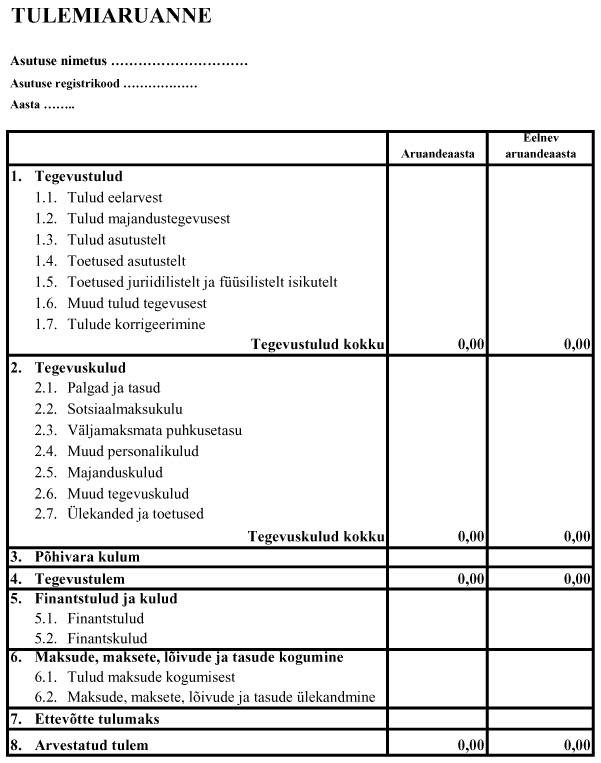 TULEMIARUANNE
Asutuse nimetus …………………………
Asutuse registrikood ………………
Aasta ……..
Aruandeaasta Eelnev aruandeaasta
1. Tegevustulud
1.1. Tulud eelarvest
1.2. Tulud majandustegevusest
1.3. Tulud asutustelt
1.4. Toetused asutustelt
1.5. Toetused juriidilistelt ja füüsilistelt isikutelt
1.6. Muud tulud tegevusest
1.7. Tulude korrigeerimine
Tegevustulud kokku 0,00 0,00
2. Tegevuskulud
2.1. Palgad ja tasud
2.2. Sotsiaalmaksukulu
2.3. Väljamaksmata puhkusetasu
2.4. Muud personalikulud
2.5. Majanduskulud
2.6. Muud tegevuskulud
2.7. Ülekanded ja toetused
Tegevuskulud kokku 0,00 0,00
3. Põhivara kulum
4. Tegevustulem 0,00 0,00
5. Finantstulud ja kulud
5.1. Finantstulud
5.2. Finantskulud
6. Maksude, maksete, lõivude ja tasude kogumine
6.1. Tulud maksude kogumisest
6.2. Maksude, maksete, lõivude ja tasude ülekandmine
7. Ettevõtte tulumaks
8. Arvestatud tulem 0,00 0,00